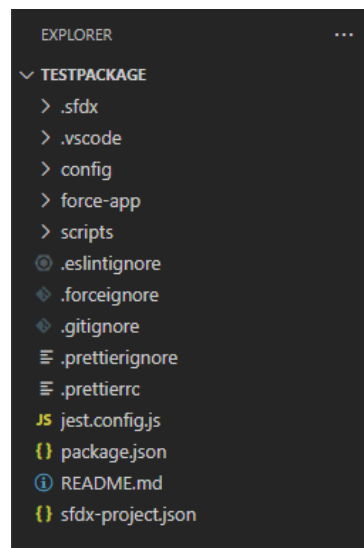 EXPLORER ...
TESTPACKAGE
.sfdx
.vscode
config
force-app
scripts
.eslintignore
.forceignore
.gitignore
.prettierignore
.prettierrc
JS jest.config.js
{} package.json
README.md
{} sfdx-project.json